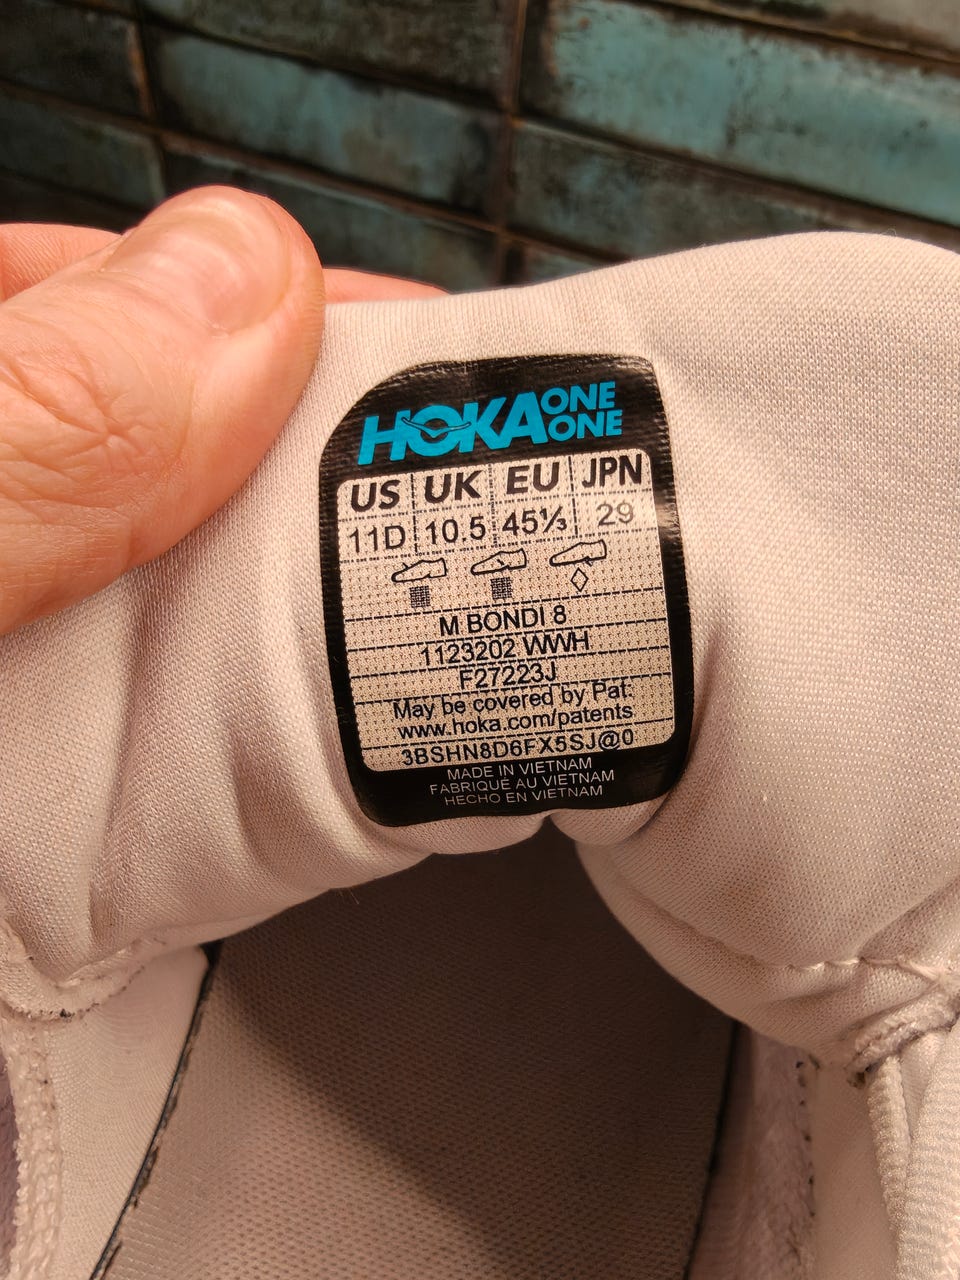 HOKA ONE ONE
US UK EU JPN
11D 10.5 45⅓ 29
M BONDI 8
1123202 WWH
F27223J
May be covered by Pat:
www.hoka.com/patents
3BSHN8D6FX5SJ@0
MADE IN VIETNAM
FABRIQUÉ AU VIETNAM
HECHO EN VIETNAM